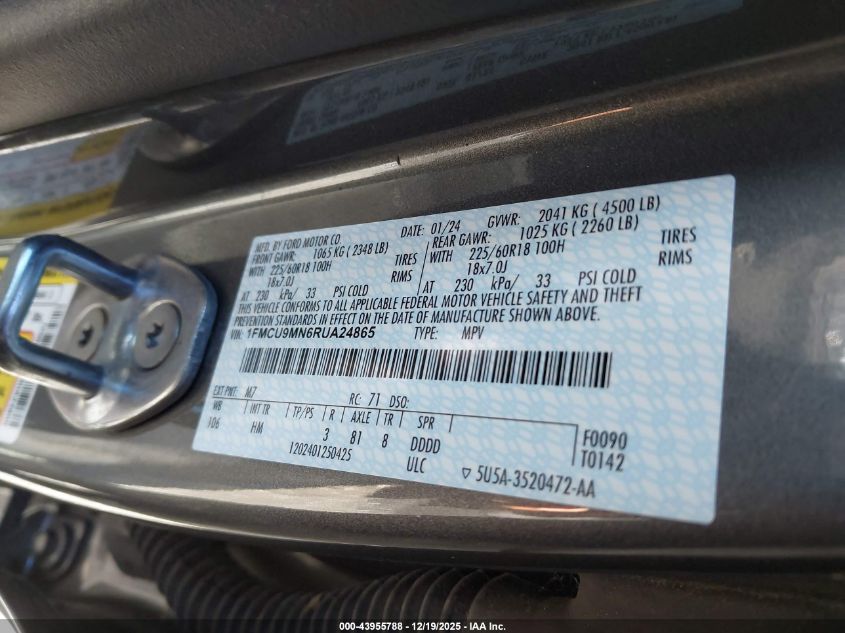 MFD. BY FORD MOTOR CO.
DATE: 01/24 GVWR: 2041 KG ( 4500 LB)
FRONT GAWR: 1065 KG ( 2348 LB)
REAR GAWR: 1025 KG ( 2260 LB)
WITH 225/60R18 100H TIRES
18x7.0J RIMS
AT 230 kPa/ 33 PSI COLD
WITH 225/60R18 100H TIRES
18x7.0J RIMS
AT 230 kPa/ 33 PSI COLD
THIS VEHICLE CONFORMS TO ALL APPLICABLE FEDERAL MOTOR VEHICLE SAFETY AND THEFT
PREVENTION STANDARDS IN EFFECT ON THE DATE OF MANUFACTURE SHOWN ABOVE.
VIN: 1FMCU9MN6RUA24865 TYPE: MPV
EXT PNT: M7 RC: 71 DSO:
WB INT TR TP/PS R AXLE TR SPR
106 HM 3 81 8 DDDD
F0090
T0142
1202401250425 ULC
5U5A-3520472-AA
000-43955788 - 12/19/2025 - IAA Inc.